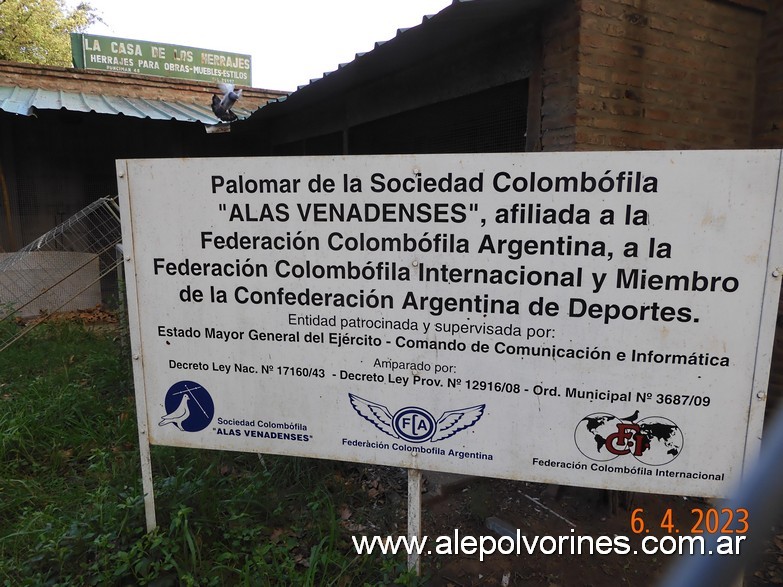 LA CASA DE LOS HERRAJES
HERRAJES PARA OBRAS-MUEBLES-ESTILOS
Palomar de la Sociedad Colombófila
"ALAS VENADENSES", afiliada a la
Federación Colombófila Argentina, a la
Federación Colombófila Internacional y Miembro
de la Confederación Argentina de Deportes.
Entidad patrocinada y supervisada por:
Estado Mayor General del Ejército - Comando de Comunicación e Informática
Amparado por:
Decreto Ley Nac. Nº 17160/43 - Decreto Ley Prov. Nº 12916/08 - Ord. Municipal Nº 3687/09
Sociedad Colombófila
"ALAS VENADENSES"
FCA
Federación Colombófila Argentina
FCI
Federación Colombófila Internacional
6. 4. 2023
www.alepolvorines.com.ar